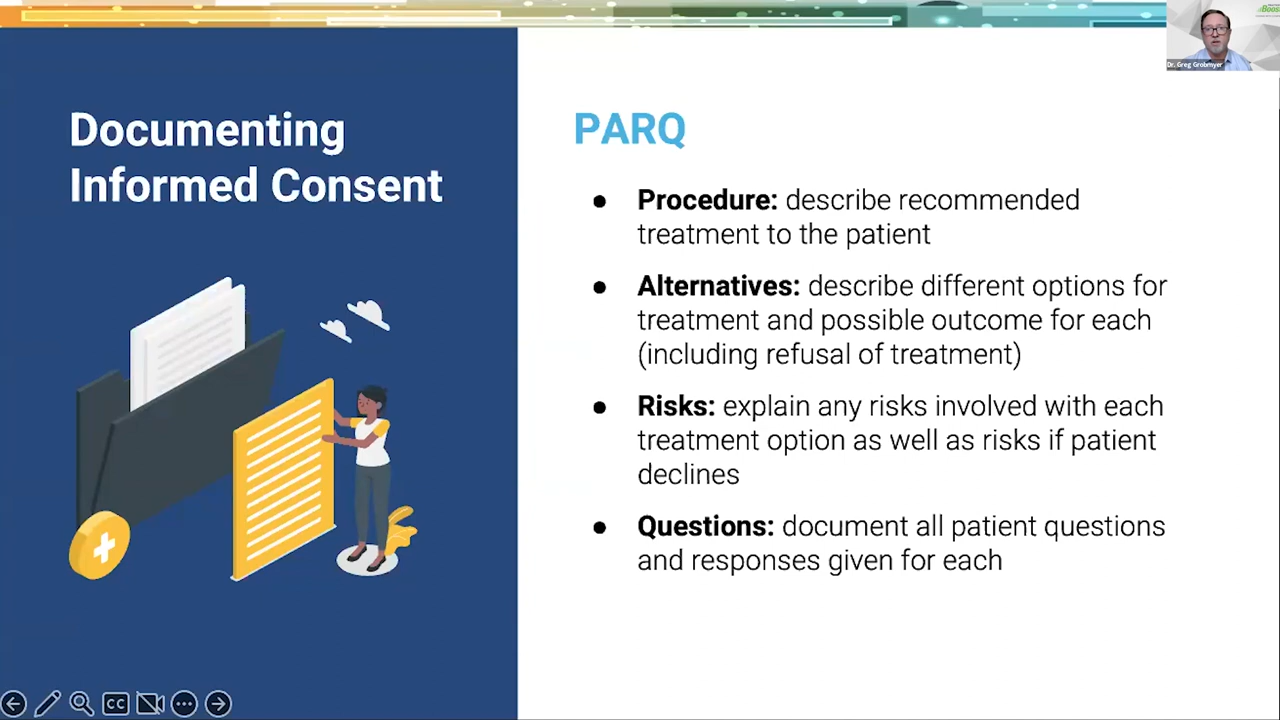 Boost
Dr. Greg Grobmyer
Documenting
Informed Consent
PARQ
● Procedure: describe recommended
treatment to the patient
● Alternatives: describe different options for
treatment and possible outcome for each
(including refusal of treatment)
● Risks: explain any risks involved with each
treatment option as well as risks if patient
declines
● Questions: document all patient questions
and responses given for each
CC